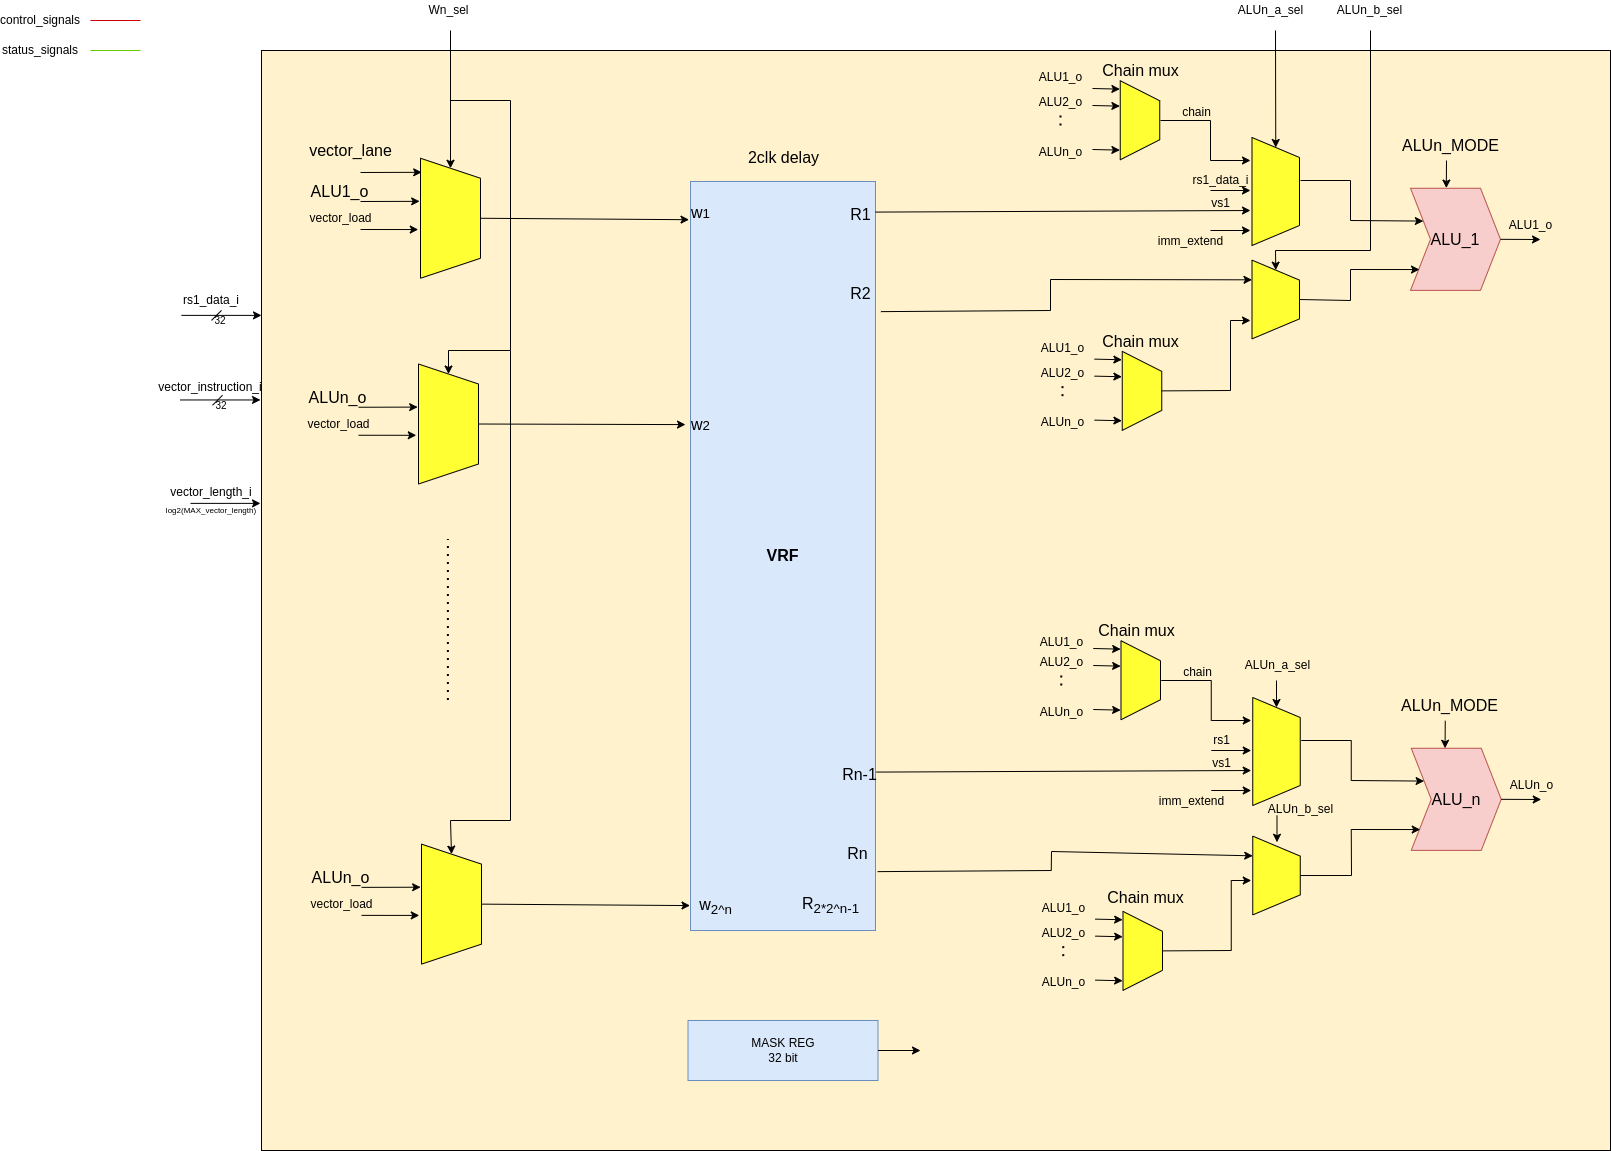 control_signals
status_signals
Wn_sel
ALUn_a_sel
ALUn_b_sel
vector_lane
ALU1_o
vector_load
rs1_data_i
32
vector_instruction_i
32
vector_length_i
log2(MAX_vector_length)
ALUn_o
vector_load
ALUn_o
vector_load
2clk delay
w1
w2
VRF
w2^n
R1
R2
Rn-1
Rn
R2*2^n-1
MASK REG
32 bit
Chain mux
ALU1_o
ALU2_o
:
ALUn_o
chain
rs1_data_i
vs1
imm_extend
Chain mux
ALU1_o
ALU2_o
:
ALUn_o
ALUn_MODE
ALU_1
ALU1_o
Chain mux
ALU1_o
ALU2_o
:
ALUn_o
chain
ALUn_a_sel
rs1
vs1
imm_extend
ALUn_b_sel
Chain mux
ALU1_o
ALU2_o
:
ALUn_o
ALUn_MODE
ALU_n
ALUn_o